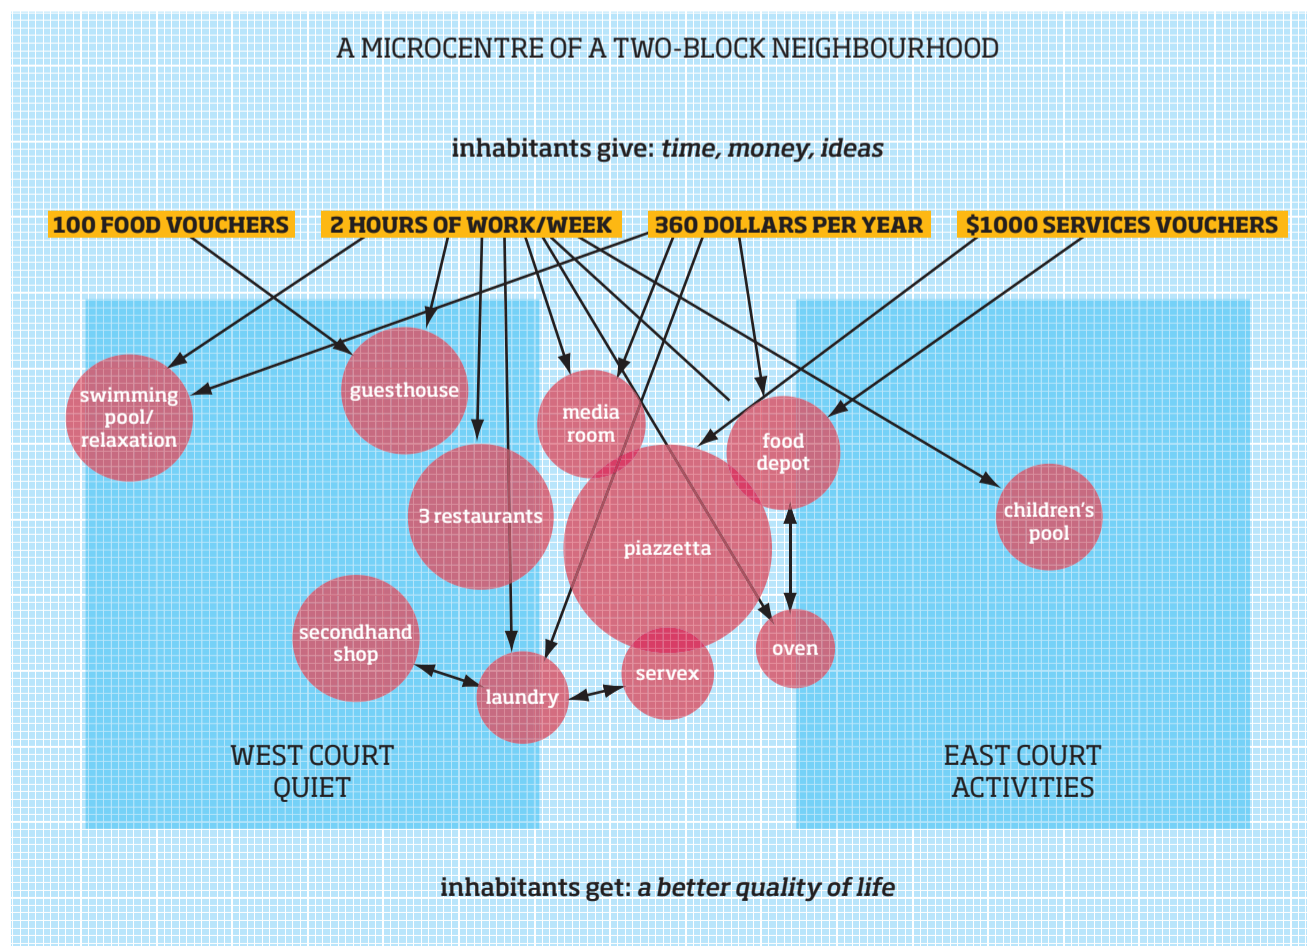 A MICROCENTRE OF A TWO-BLOCK NEIGHBOURHOOD
inhabitants give: time, money, ideas
100 FOOD VOUCHERS
2 HOURS OF WORK/WEEK
360 DOLLARS PER YEAR
$1000 SERVICES VOUCHERS
swimming
pool/
relaxation
guesthouse
media
room
food
depot
3 restaurants
piazzetta
children's
pool
secondhand
shop
laundry
servex
oven
WEST COURT
QUIET
EAST COURT
ACTIVITIES
inhabitants get: a better quality of life